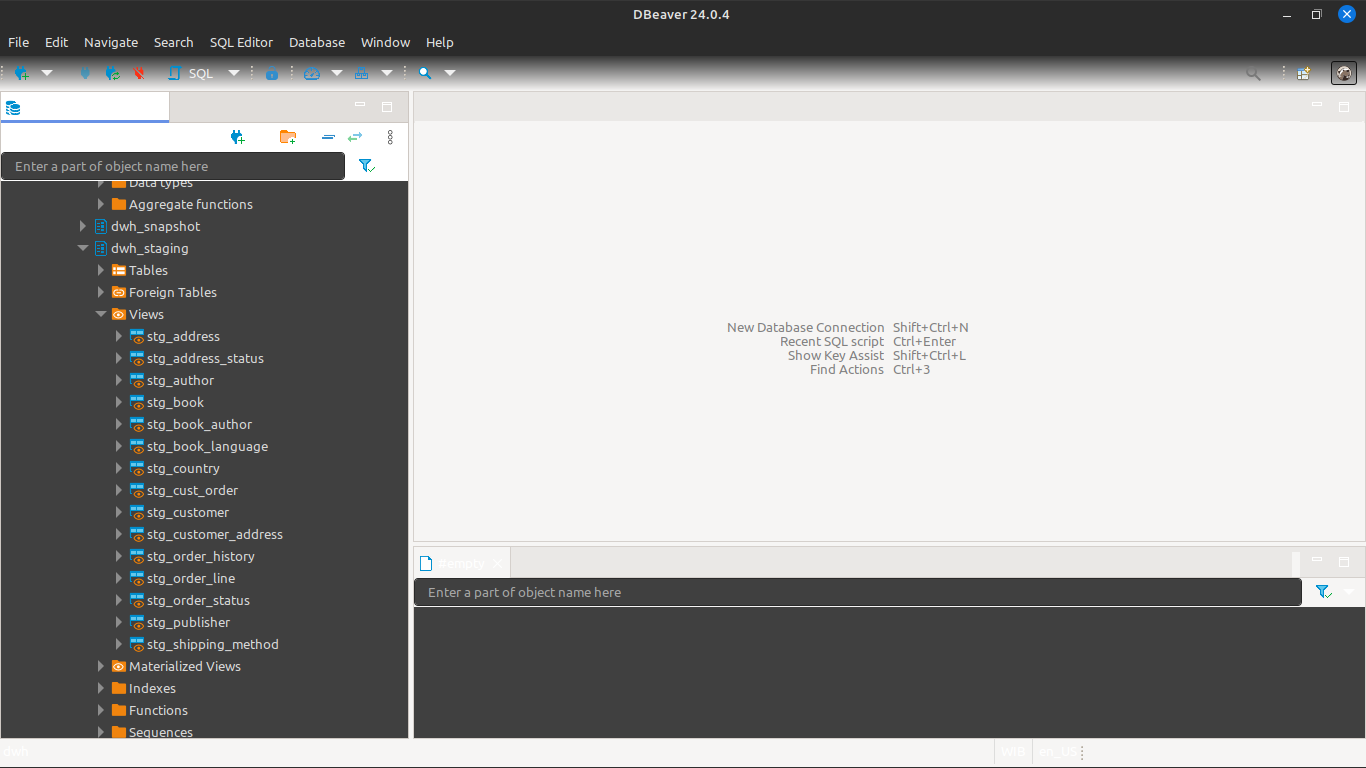 DBeaver 24.0.4
File Edit Navigate Search SQL Editor Database Window Help
SQL
Enter a part of object name here
Data types
Aggregate functions
dwh_snapshot
dwh_staging
Tables
Foreign Tables
Views
stg_address
stg_address_status
stg_author
stg_book
stg_book_author
stg_book_language
stg_country
stg_cust_order
stg_customer
stg_customer_address
stg_order_history
stg_order_line
stg_order_status
stg_publisher
stg_shipping_method
Materialized Views
Indexes
Functions
Sequences
New Database Connection Shift+Ctrl+N
Recent SQL script Ctrl+Enter
Show Key Assist Shift+Ctrl+L
Find Actions Ctrl+3
#empty
Enter a part of object name here
dwh
WIB
en_US